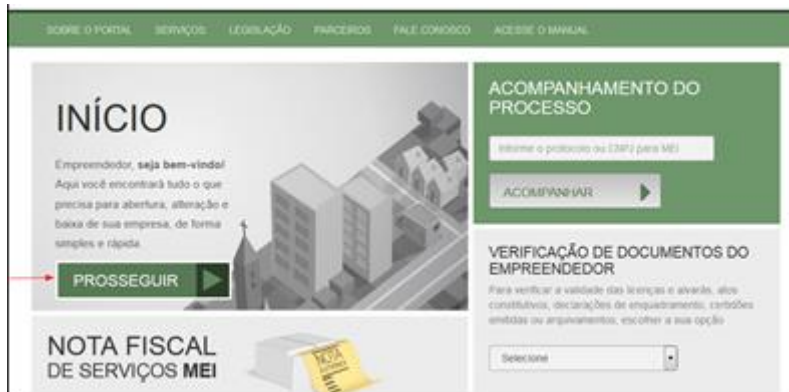 SOBRE O PORTAL SERVIÇOS LEGISLAÇÃO PARCEIROS FALE CONOSCO ACESSE O MANUAL
INÍCIO
Empreendedor, seja bem-vindo!
Aqui você encontrará tudo o que
precisa para abertura, alteração e
baixa de sua empresa, de forma
simples e rápida.
PROSSEGUIR
NOTA FISCAL
DE SERVIÇOS MEI
NOTA
ACOMPANHAMENTO DO
PROCESSO
Informe o protocolo ou CNPJ para MEI
ACOMPANHAR
VERIFICAÇÃO DE DOCUMENTOS DO
EMPREENDEDOR
Para verificar a validade das licenças e alvarás, atos
constitutivos, declarações de enquadramento, certidões
emitidas ou arquivamentos, escolher a sua opção
Selecione